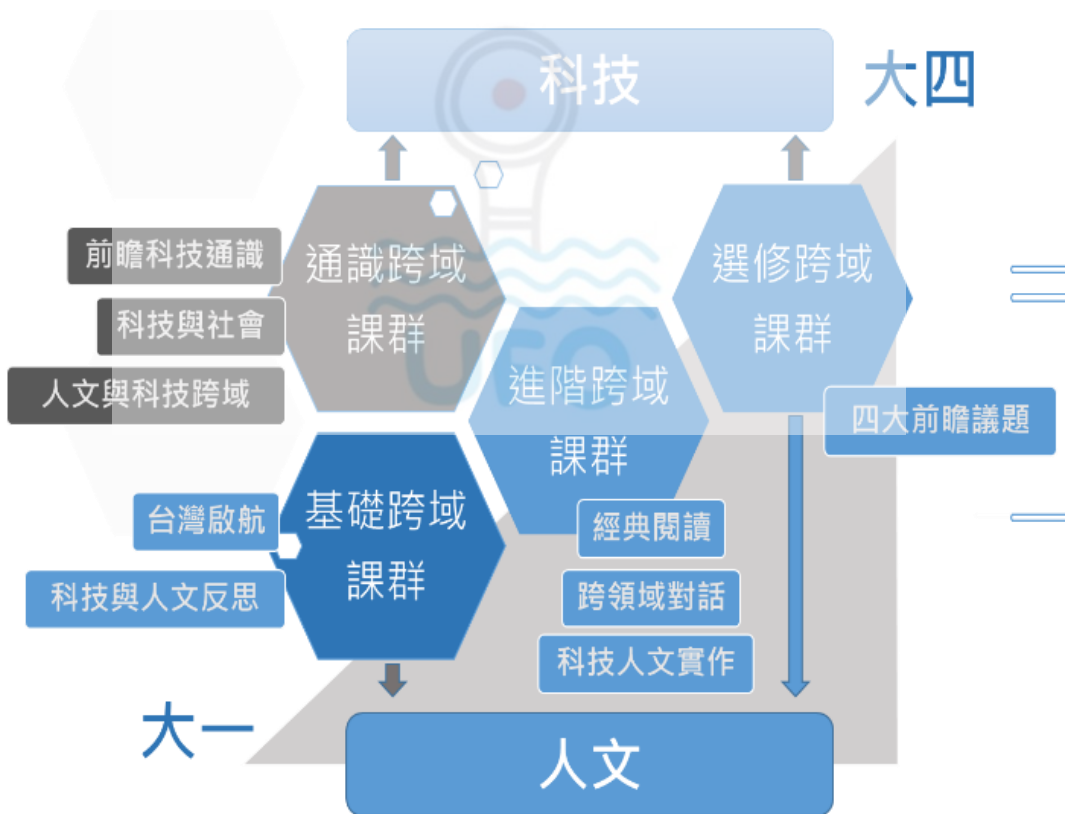 科技
大四
前瞻科技通識
科技與社會
人文與科技跨域
通識跨域
課群
選修跨域
課群
UFO
進階跨域
課群
四大前瞻議題
基礎跨域
課群
台灣啟航
科技與人文反思
經典閱讀
跨領域對話
科技人文實作
大一
人文